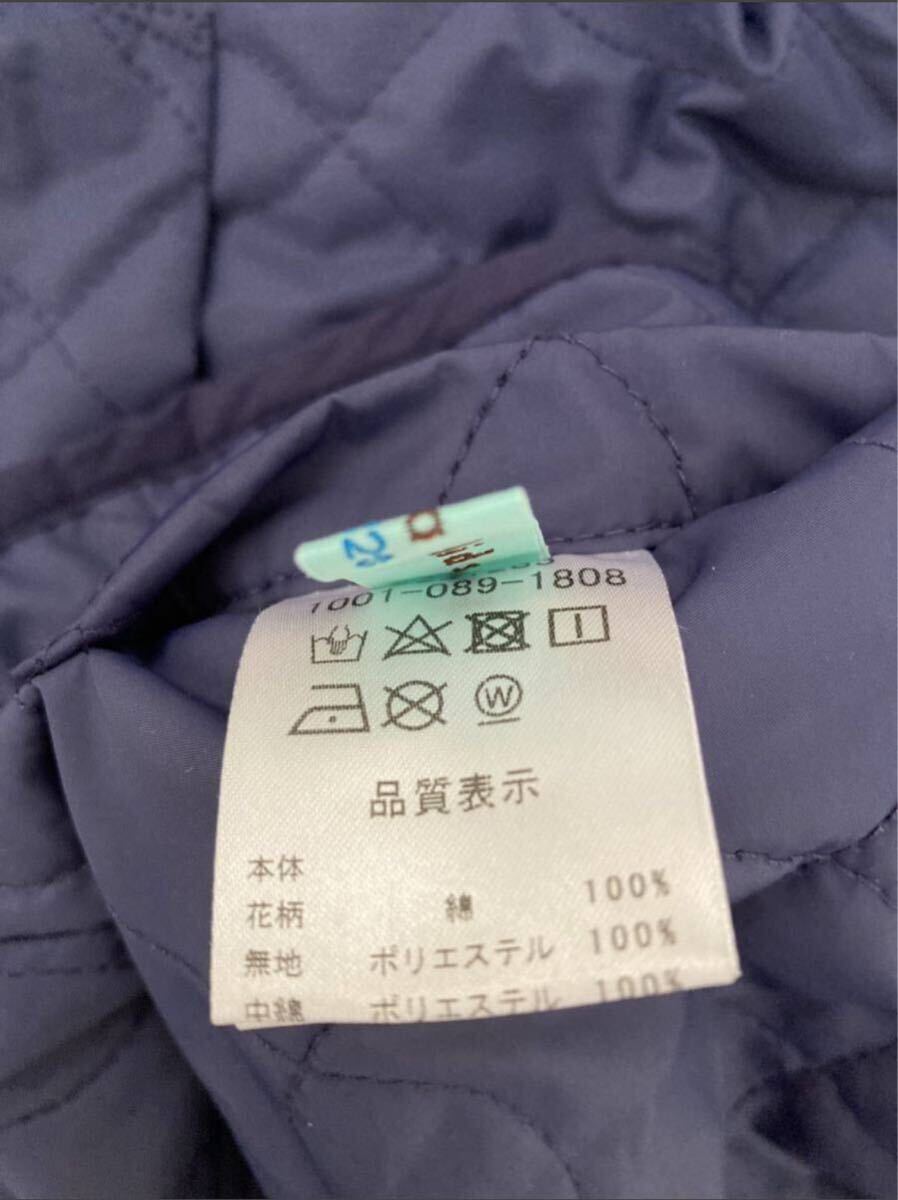 1001-089-1808
W
品質表示
本体
花柄 綿 100%
無地 ポリエステル 100%
中綿 ポリエステル 100%